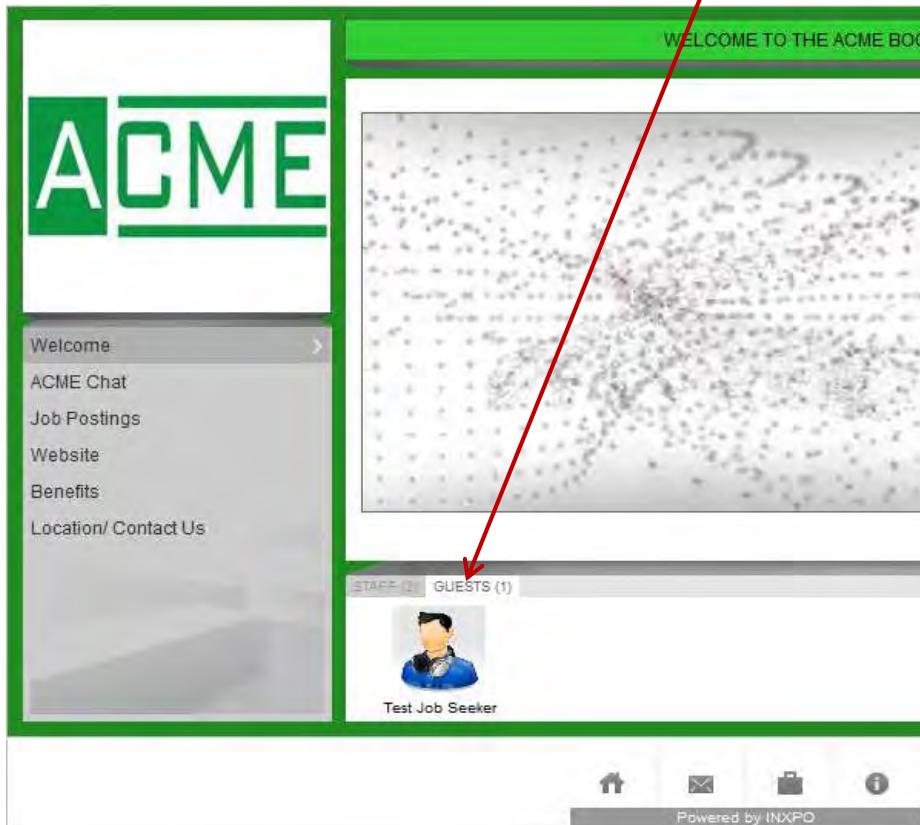 WELCOME TO THE ACME BOO
ACME
Welcome
ACME Chat
Job Postings
Website
Benefits
Location/ Contact Us
STAFF (2) GUESTS (1)
Test Job Seeker
Powered by INXPO